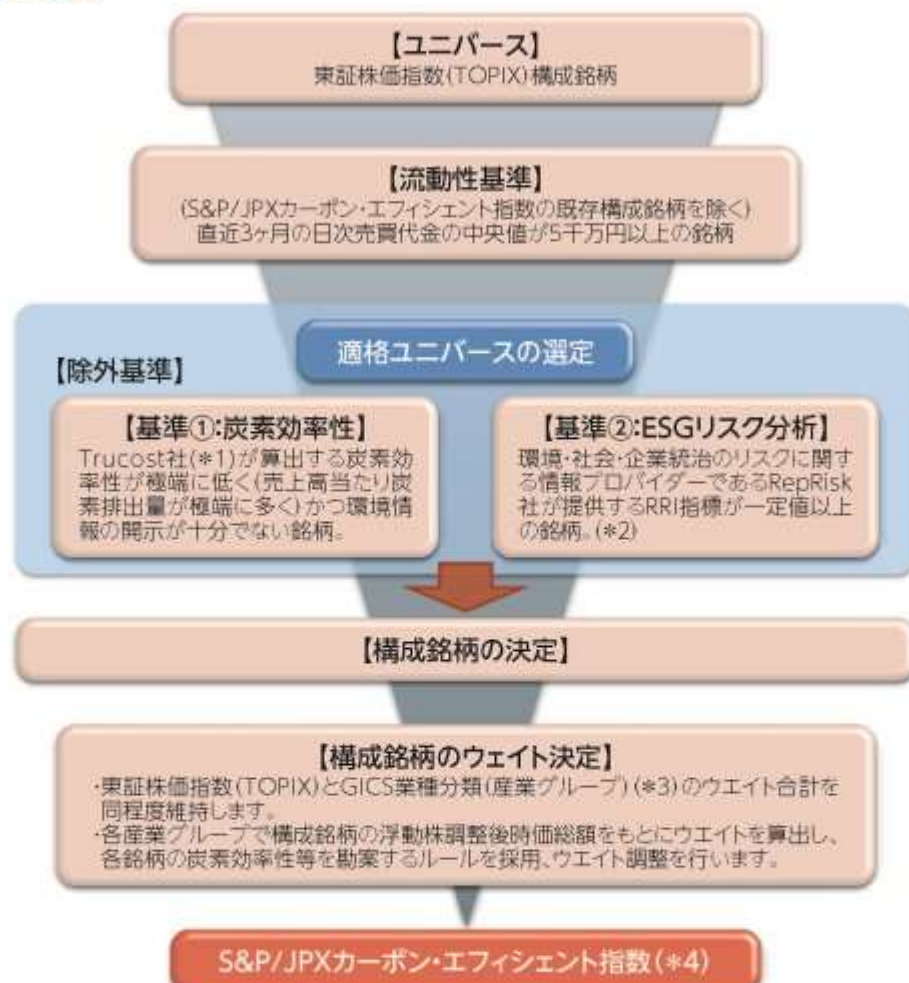 【ユニバース】
東証株価指数(TOPIX)構成銘柄
【流動性基準】
(S&P/JPXカーボン・エフィシェント指数の既存構成銘柄を除く)
直近3ヶ月の日次売買代金の中央値が5千万円以上の銘柄
適格ユニバースの選定
【除外基準】
【基準①:炭素効率性】
Trucost社(*1)が算出する炭素効
率性が極端に低く(売上高当たり炭
素排出量が極端に多く)かつ環境情
報の開示が十分でない銘柄。
【基準②:ESGリスク分析】
環境・社会・企業統治のリスクに関す
る情報プロバイダーであるRepRisk
社が提供するRRI指標が一定値以上
の銘柄。(*2)
【構成銘柄の決定】
【構成銘柄のウェイト決定】
・東証株価指数(TOPIX)とGICS業種分類(産業グループ)(*3)のウエイト合計を
同程度維持します。
・各産業グループで構成銘柄の浮動株調整後時価総額をもとにウエイトを算出し、
各銘柄の炭素効率性等を勘案するルールを採用、ウエイト調整を行います。
S&P/JPXカーボン・エフィシェント指数(*4)